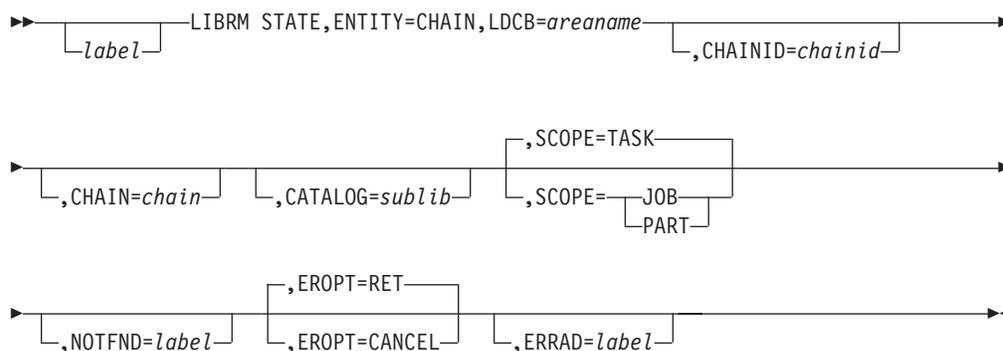 LIBRM STATE,ENTITY=CHAIN,LDCB=areaname
label
,CHAINID=chainid
,SCOPE=TASK
,CHAIN=chain
,CATALOG=sublib
,SCOPE=
JOB
PART
,EROPT=RET
,NOTFND=label
,EROPT=CANCEL
,ERRAD=label